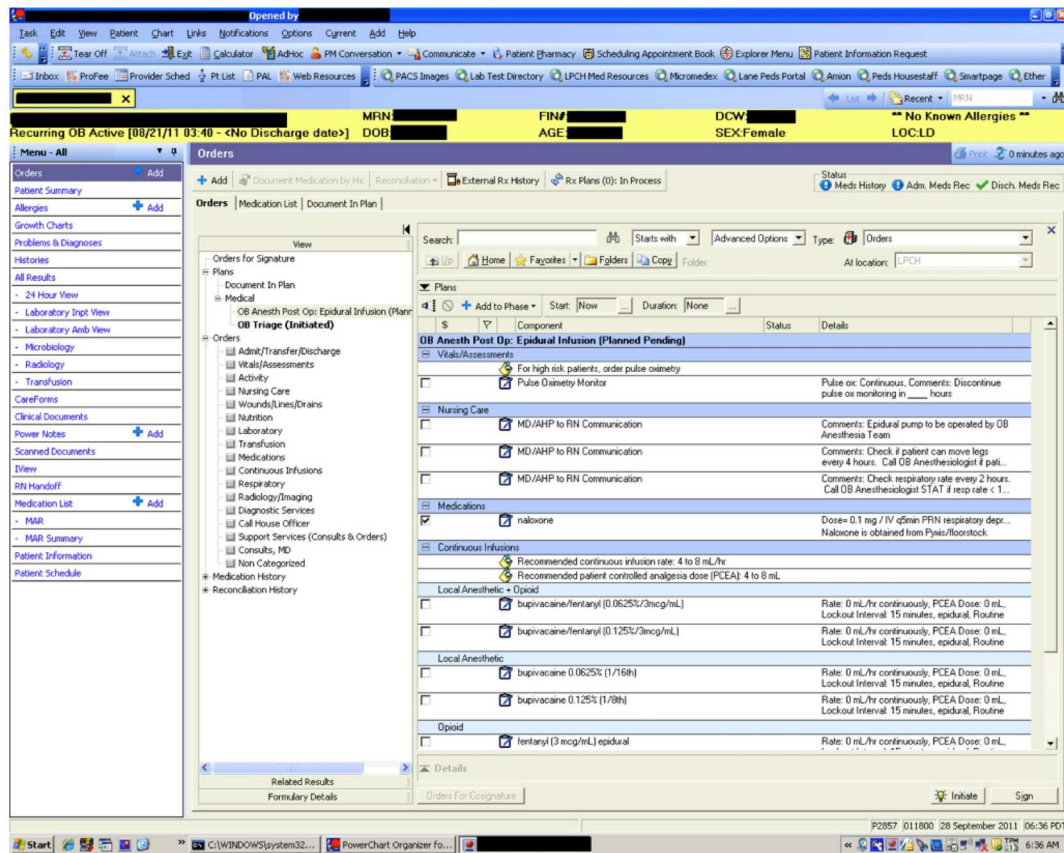 Opened by
Task Edit View Patient Chart Links Notifications Options Current Add Help
Tear Off Attach Exit Calculator AdHoc PM Conversation Communicate Patient Pharmacy Scheduling Appointment Book Explorer Menu Patient Information Request
Inbox ProFee Provider Sched Pt List PAL Web Resources PACS Images Lab Test Directory LPCH Med Resources Micromedex Lane Peds Portal Amion Peds Housestaff Smartpage Ether
List Recent MRN
MRN: FIN#: DCW: ** No Known Allergies **
Recurring OB Active [08/21/11 03:40 - <No Discharge date>] DOB: AGE: SEX:Female LOC:LD
Menu - All
Orders Add
Patient Summary
Allergies Add
Growth Charts
Problems & Diagnoses
Histories
All Results
- 24 Hour View
- Laboratory Inpt View
- Laboratory Amb View
- Microbiology
- Radiology
- Transfusion
CareForms
Clinical Documents
Power Notes Add
Scanned Documents
IView
RN Handoff
Medication List Add
- MAR
- MAR Summary
Patient Information
Patient Schedule
Orders Print 0 minutes ago
Add Document Medication by Hx Reconciliation External Rx History Rx Plans (0): In Process
Status
Meds History Adm. Meds Rec Disch. Meds Rec
Orders Medication List Document In Plan
View
Orders for Signature
Plans
Document In Plan
Medical
OB Anesth Post Op: Epidural Infusion (Planr
OB Triage (Initiated)
Orders
Admit/Transfer/Discharge
Vitals/Assessments
Activity
Nursing Care
Wounds/Lines/Drains
Nutrition
Laboratory
Transfusion
Medications
Continuous Infusions
Respiratory
Radiology/Imaging
Diagnostic Services
Call House Officer
Support Services (Consults & Orders)
Consults, MD
Non Categorized
Medication History
Reconciliation History
Related Results
Formulary Details
Search: Starts with Advanced Options Type: Orders
Up Home Favorites Folders Copy Folder: At location: LPCH
Plans
Add to Phase Start: Now ... Duration: None ...
$ Component Status Details
OB Anesth Post Op: Epidural Infusion (Planned Pending)
Vitals/Assessments
For high risk patients, order pulse oximetry
Pulse Oximetry Monitor Pulse ox: Continuous, Comments: Discontinue
pulse ox monitoring in ____ hours
Nursing Care
MD/AHP to RN Communication Comments: Epidural pump to be operated by OB
Anesthesia Team
MD/AHP to RN Communication Comments: Check if patient can move legs
every 4 hours. Call OB Anesthesiologist if pati...
MD/AHP to RN Communication Comments: Check respiratory rate every 2 hours.
Call OB Anesthesiologist STAT if resp rate < 1...
Medications
naloxone Dose= 0.1 mg / IV q5min PRN respiratory depr...
Naloxone is obtained from Pyxis/floorstock.
Continuous Infusions
Recommended continuous infusion rate: 4 to 8 mL/hr
Recommended patient controlled analgesia dose (PCEA): 4 to 8 mL
Local Anesthetic + Opioid
bupivacaine/fentanyl (0.0625%/3mcg/mL) Rate: 0 mL/hr continuously, PCEA Dose: 0 mL,
Lockout Interval: 15 minutes, epidural, Routine
bupivacaine/fentanyl (0.125%/3mcg/mL) Rate: 0 mL/hr continuously, PCEA Dose: 0 mL,
Lockout Interval: 15 minutes, epidural, Routine
Local Anesthetic
bupivacaine 0.0625% (1/16th) Rate: 0 mL/hr continuously, PCEA Dose: 0 mL,
Lockout Interval: 15 minutes, epidural, Routine
bupivacaine 0.125% (1/8th) Rate: 0 mL/hr continuously, PCEA Dose: 0 mL,
Lockout Interval: 15 minutes, epidural, Routine
Opioid
fentanyl (3 mcg/mL) epidural Rate: 0 mL/hr continuously, PCEA Dose: 0 mL,
Details
Orders For Cosignature Initiate Sign
P2857 011800 28 September 2011 06:36 PDT
Start C:\WINDOWS\system32... PowerChart Organizer fo... 6:36 AM